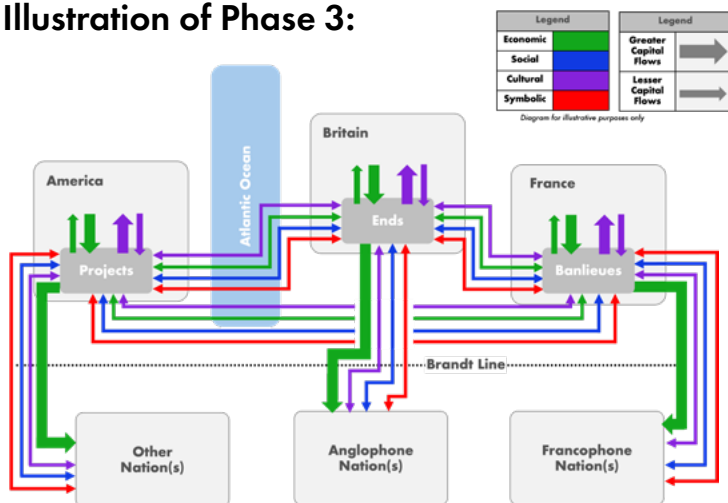 Illustration of Phase 3:
Legend
Economic
Social
Cultural
Symbolic
Legend
Greater
Capital
Flows
Lesser
Capital
Flows
Diagram for illustrative purposes only
Atlantic Ocean
Britain
America
France
Ends
Projects
Banlieues
Brandt Line
Other
Nation(s)
Anglophone
Nation(s)
Francophone
Nation(s)